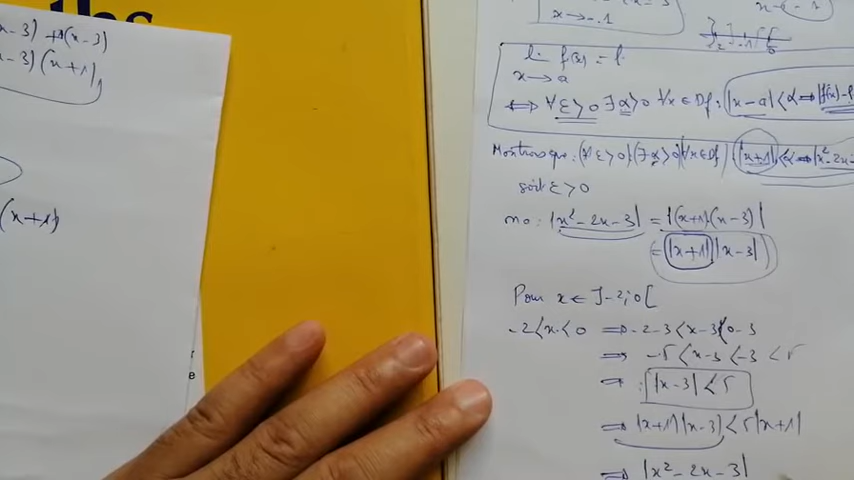 x-3) + (x-3)
x-3)(x+1)
(x+1)
x→-1
lim f(x) = l
x→a
⇔ ∀ε>0 ∃α>0 ∀x∈Df: |x-a|<α ⇒ |f(x)-l
Montrons que: (∀ε>0)(∃α>0)(∀x∈Df) |x+1|<α ⇒ |x²-2x-
soit ε>0
|x²-2x-3| = |(x+1)(x-3)|
= |x+1||x-3|
Pour x∈]-2;0[
-2<x<0 ⇒ -2-3<x-3<0-3
⇒ -5<x-3<-3<5
⇒ |x-3|<5
⇒ |x+1||x-3|<5|x+1|
⇒ |x²-2x-3|